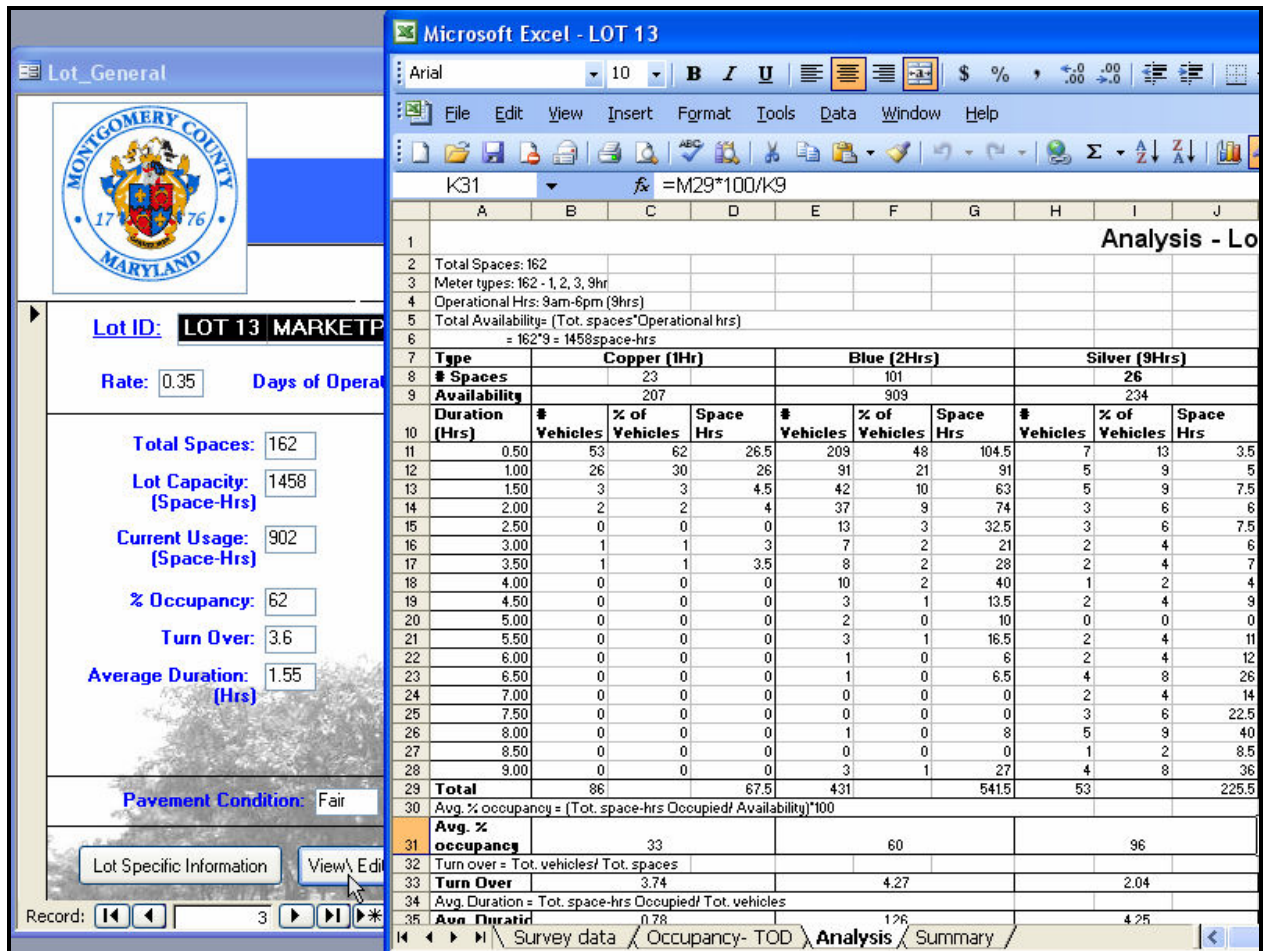 Lot_General
MONTGOMERY COUNTY
17 76
MARYLAND
Lot ID: LOT 13 MARKETP
Rate: 0.35 Days of Operat
Total Spaces: 162
Lot Capacity: 1458
(Space-Hrs)
Current Usage: 902
(Space-Hrs)
% Occupancy: 62
Turn Over: 3.6
Average Duration: 1.55
(Hrs)
Pavement Condition: Fair
Lot Specific Information View\ Edi
Record: 3
Microsoft Excel - LOT 13
Arial 10 B I U $ % , .00 .00
File Edit View Insert Format Tools Data Window Help
K31 fx =M29*100/K9
A B C D E F G H I J
1 Analysis - Lo
2 Total Spaces: 162
3 Meter types: 162 - 1, 2, 3, 9hr
4 Operational Hrs: 9am-6pm (9hrs)
5 Total Availability= (Tot. spaces*Operational hrs)
6 = 162*9 = 1458space-hrs
7 Type Copper (1Hr) Blue (2Hrs) Silver (9Hrs)
8 # Spaces 23 101 26
9 Availability 207 909 234
10 Duration (Hrs) # Vehicles % of Vehicles Space Hrs # Vehicles % of Vehicles Space Hrs # Vehicles % of Vehicles Space Hrs
11 0.50 53 62 26.5 209 48 104.5 7 13 3.5
12 1.00 26 30 26 91 21 91 5 9 5
13 1.50 3 3 4.5 42 10 63 5 9 7.5
14 2.00 2 2 4 37 9 74 3 6 6
15 2.50 0 0 0 13 3 32.5 3 6 7.5
16 3.00 1 1 3 7 2 21 2 4 6
17 3.50 1 1 3.5 8 2 28 2 4 7
18 4.00 0 0 0 10 2 40 1 2 4
19 4.50 0 0 0 3 1 13.5 2 4 9
20 5.00 0 0 0 2 0 10 0 0 0
21 5.50 0 0 0 3 1 16.5 2 4 11
22 6.00 0 0 0 1 0 6 2 4 12
23 6.50 0 0 0 1 0 6.5 4 8 26
24 7.00 0 0 0 0 0 0 2 4 14
25 7.50 0 0 0 0 0 0 3 6 22.5
26 8.00 0 0 0 1 0 8 5 9 40
27 8.50 0 0 0 0 0 0 1 2 8.5
28 9.00 0 0 0 3 1 27 4 8 36
29 Total 86 67.5 431 541.5 53 225.5
30 Avg. % occupancy = (Tot. space-hrs Occupied/ Availability)*100
31 Avg. % occupancy 33 60 96
32 Turn over = Tot. vehicles/ Tot. spaces
33 Turn Over 3.74 4.27 2.04
34 Avg. Duration = Tot. space-hrs Occupied/ Tot. vehicles
35 Avg. Duratic 0.78 1.26 4.25
Survey data Occupancy- TOD Analysis Summary